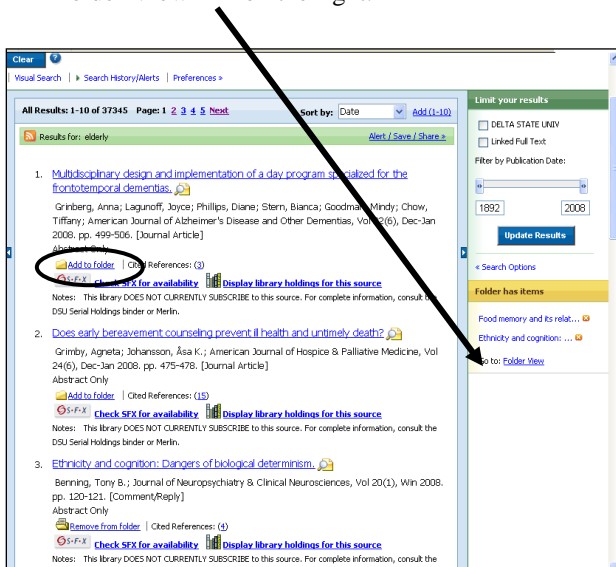 Clear
Visual Search | Search History/Alerts | Preferences »
All Results: 1-10 of 37345 Page: 1 2 3 4 5 Next Sort by: Date Add (1-10)
Results for: elderly Alert / Save / Share »
1. Multidisciplinary design and implementation of a day program specialized for the
frontotemporal dementias.
Grinberg, Anna; Lagunoff, Joyce; Phillips, Diane; Stern, Bianca; Goodman, Mindy; Chow,
Tiffany; American Journal of Alzheimer's Disease and Other Dementias, Vol 22(6), Dec-Jan
2008. pp. 499-506. [Journal Article]
Abstract Only
Add to folder | Cited References: (3)
S·F·X Check SFX for availability Display library holdings for this source
Notes: This library DOES NOT CURRENTLY SUBSCRIBE to this source. For complete information, consult the
DSU Serial Holdings binder or Merlin.
2. Does early bereavement counseling prevent ill health and untimely death?
Grimby, Agneta; Johansson, Åsa K.; American Journal of Hospice & Palliative Medicine, Vol
24(6), Dec-Jan 2008. pp. 475-478. [Journal Article]
Abstract Only
Add to folder | Cited References: (15)
S·F·X Check SFX for availability Display library holdings for this source
Notes: This library DOES NOT CURRENTLY SUBSCRIBE to this source. For complete information, consult the
DSU Serial Holdings binder or Merlin.
3. Ethnicity and cognition: Dangers of biological determinism.
Benning, Tony B.; Journal of Neuropsychiatry & Clinical Neurosciences, Vol 20(1), Win 2008.
pp. 120-121. [Comment/Reply]
Abstract Only
Remove from folder | Cited References: (4)
S·F·X Check SFX for availability Display library holdings for this source
Notes: This library DOES NOT CURRENTLY SUBSCRIBE to this source. For complete information, consult the
Limit your results
DELTA STATE UNIV
Linked Full Text
Filter by Publication Date:
1892 2008
Update Results
« Search Options
Folder has items
Food memory and its relat...
Ethnicity and cognition: ...
Go to: Folder View